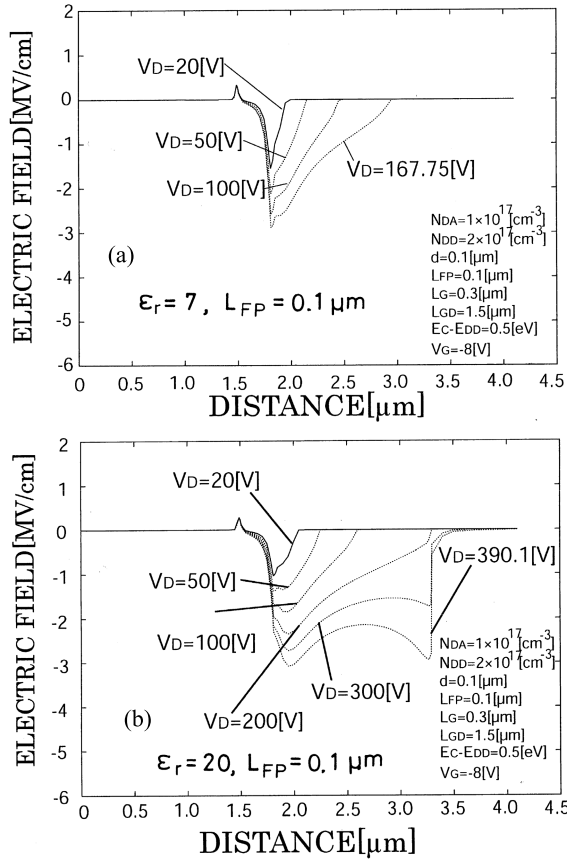 2
1
0
-1
-2
-3
-4
-5
-6
ELECTRIC FIELD[MV/cm]
VD=20[V]
VD=50[V]
VD=100[V]
VD=167.75[V]
(a)
εr = 7, LFP = 0.1 μm
NDA=1×10^17[cm-3]
NDD=2×10^17[cm-3]
d=0.1[μm]
LFP=0.1[μm]
LG=0.3[μm]
LGD=1.5[μm]
EC-EDD=0.5[eV]
VG=-8[V]
0 0.5 1.0 1.5 2.0 2.5 3.0 3.5 4.0 4.5
DISTANCE[μm]
2
1
0
-1
-2
-3
-4
-5
-6
ELECTRIC FIELD[MV/cm]
VD=20[V]
VD=50[V]
VD=100[V]
VD=200[V]
VD=300[V]
VD=390.1[V]
(b)
εr = 20, LFP = 0.1 μm
NDA=1×10^17[cm-3]
NDD=2×10^17[cm-3]
d=0.1[μm]
LFP=0.1[μm]
LG=0.3[μm]
LGD=1.5[μm]
EC-EDD=0.5[eV]
VG=-8[V]
0 0.5 1.0 1.5 2.0 2.5 3.0 3.5 4.0 4.5 5.0
DISTANCE[μm]